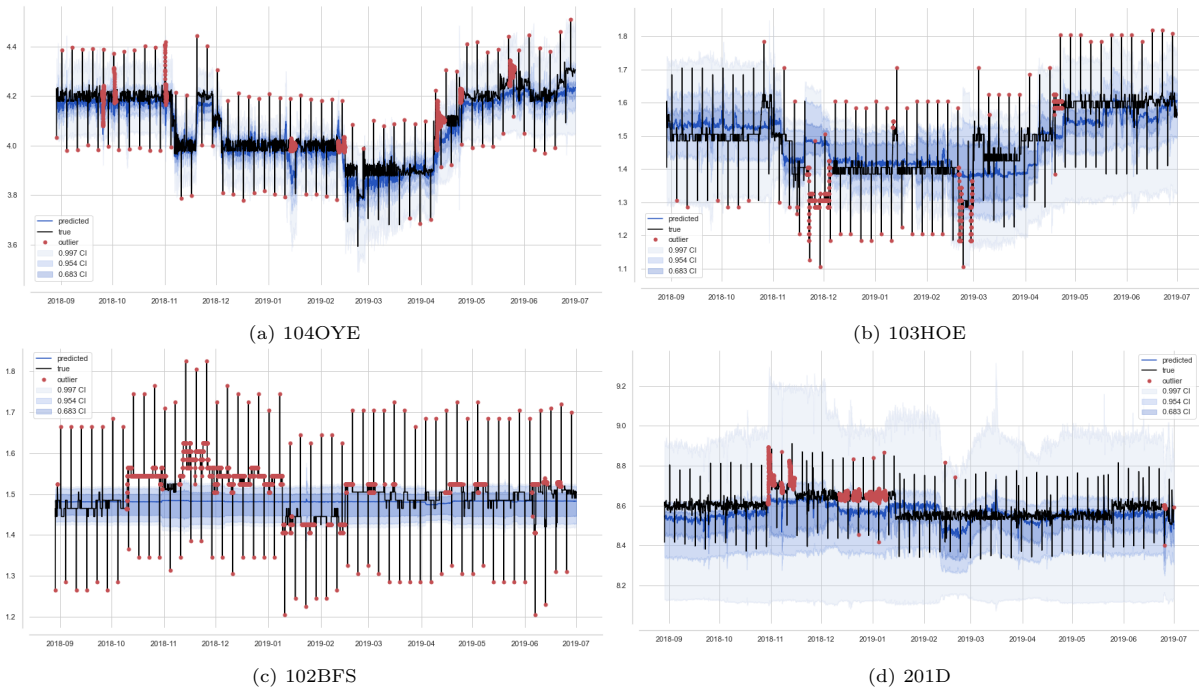 4.4
4.2
4.0
3.8
3.6
predicted
true
outlier
0.997 CI
0.954 CI
0.683 CI
2018-09 2018-10 2018-11 2018-12 2019-01 2019-02 2019-03 2019-04 2019-05 2019-06 2019-07
(a) 104OYE
1.8
1.7
1.6
1.5
1.4
1.3
1.2
1.1
predicted
true
outlier
0.997 CI
0.954 CI
0.683 CI
2018-09 2018-10 2018-11 2018-12 2019-01 2019-02 2019-03 2019-04 2019-05 2019-06 2019-07
(b) 103HOE
1.8
1.7
1.6
1.5
1.4
1.3
1.2
predicted
true
outlier
0.997 CI
0.954 CI
0.683 CI
2018-09 2018-10 2018-11 2018-12 2019-01 2019-02 2019-03 2019-04 2019-05 2019-06 2019-07
(c) 102BFS
9.2
9.0
8.8
8.6
8.4
8.2
predicted
true
outlier
0.997 CI
0.954 CI
0.683 CI
2018-09 2018-10 2018-11 2018-12 2019-01 2019-02 2019-03 2019-04 2019-05 2019-06 2019-07
(d) 201D